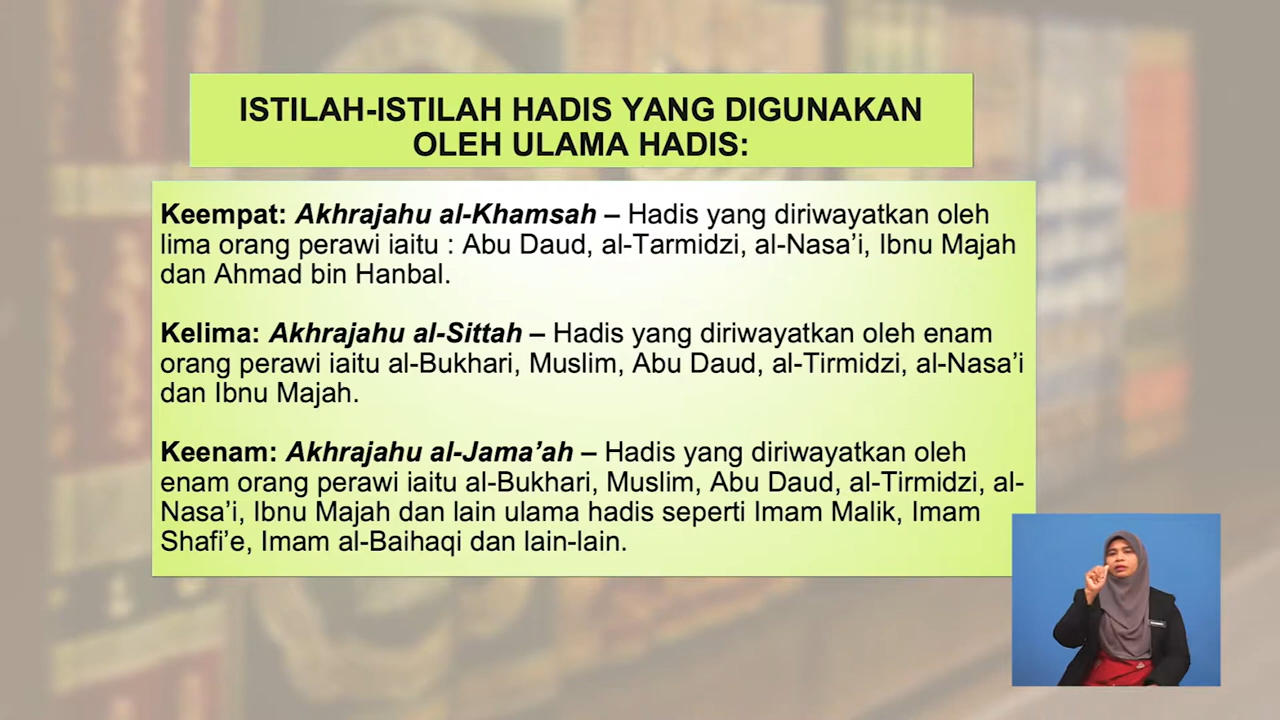 ISTILAH-ISTILAH HADIS YANG DIGUNAKAN
OLEH ULAMA HADIS:
Keempat: Akhrajahu al-Khamsah – Hadis yang diriwayatkan oleh
lima orang perawi iaitu : Abu Daud, al-Tarmidzi, al-Nasa’i, Ibnu Majah
dan Ahmad bin Hanbal.
Kelima: Akhrajahu al-Sittah – Hadis yang diriwayatkan oleh enam
orang perawi iaitu al-Bukhari, Muslim, Abu Daud, al-Tirmidzi, al-Nasa’i
dan Ibnu Majah.
Keenam: Akhrajahu al-Jama’ah – Hadis yang diriwayatkan oleh
enam orang perawi iaitu al-Bukhari, Muslim, Abu Daud, al-Tirmidzi, al-
Nasa’i, Ibnu Majah dan lain ulama hadis seperti Imam Malik, Imam
Shafi’e, Imam al-Baihaqi dan lain-lain.